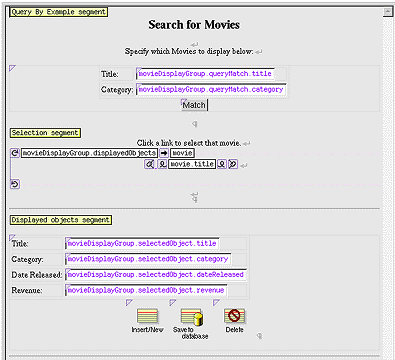 Query By Example segment
Search for Movies
Specify which Movies to display below:
Title: movieDisplayGroup.queryMatch.title
Category: movieDisplayGroup.queryMatch.category
Match
Selection segment
Click a link to select that movie.
movieDisplayGroup.displayedObjects movie
movie.title
Displayed objects segment
Title: movieDisplayGroup.selectedObject.title
Category: movieDisplayGroup.selectedObject.category
Date Released: movieDisplayGroup.selectedObject.dateReleased
Revenue: movieDisplayGroup.selectedObject.revenue
Insert/New Save to database Delete